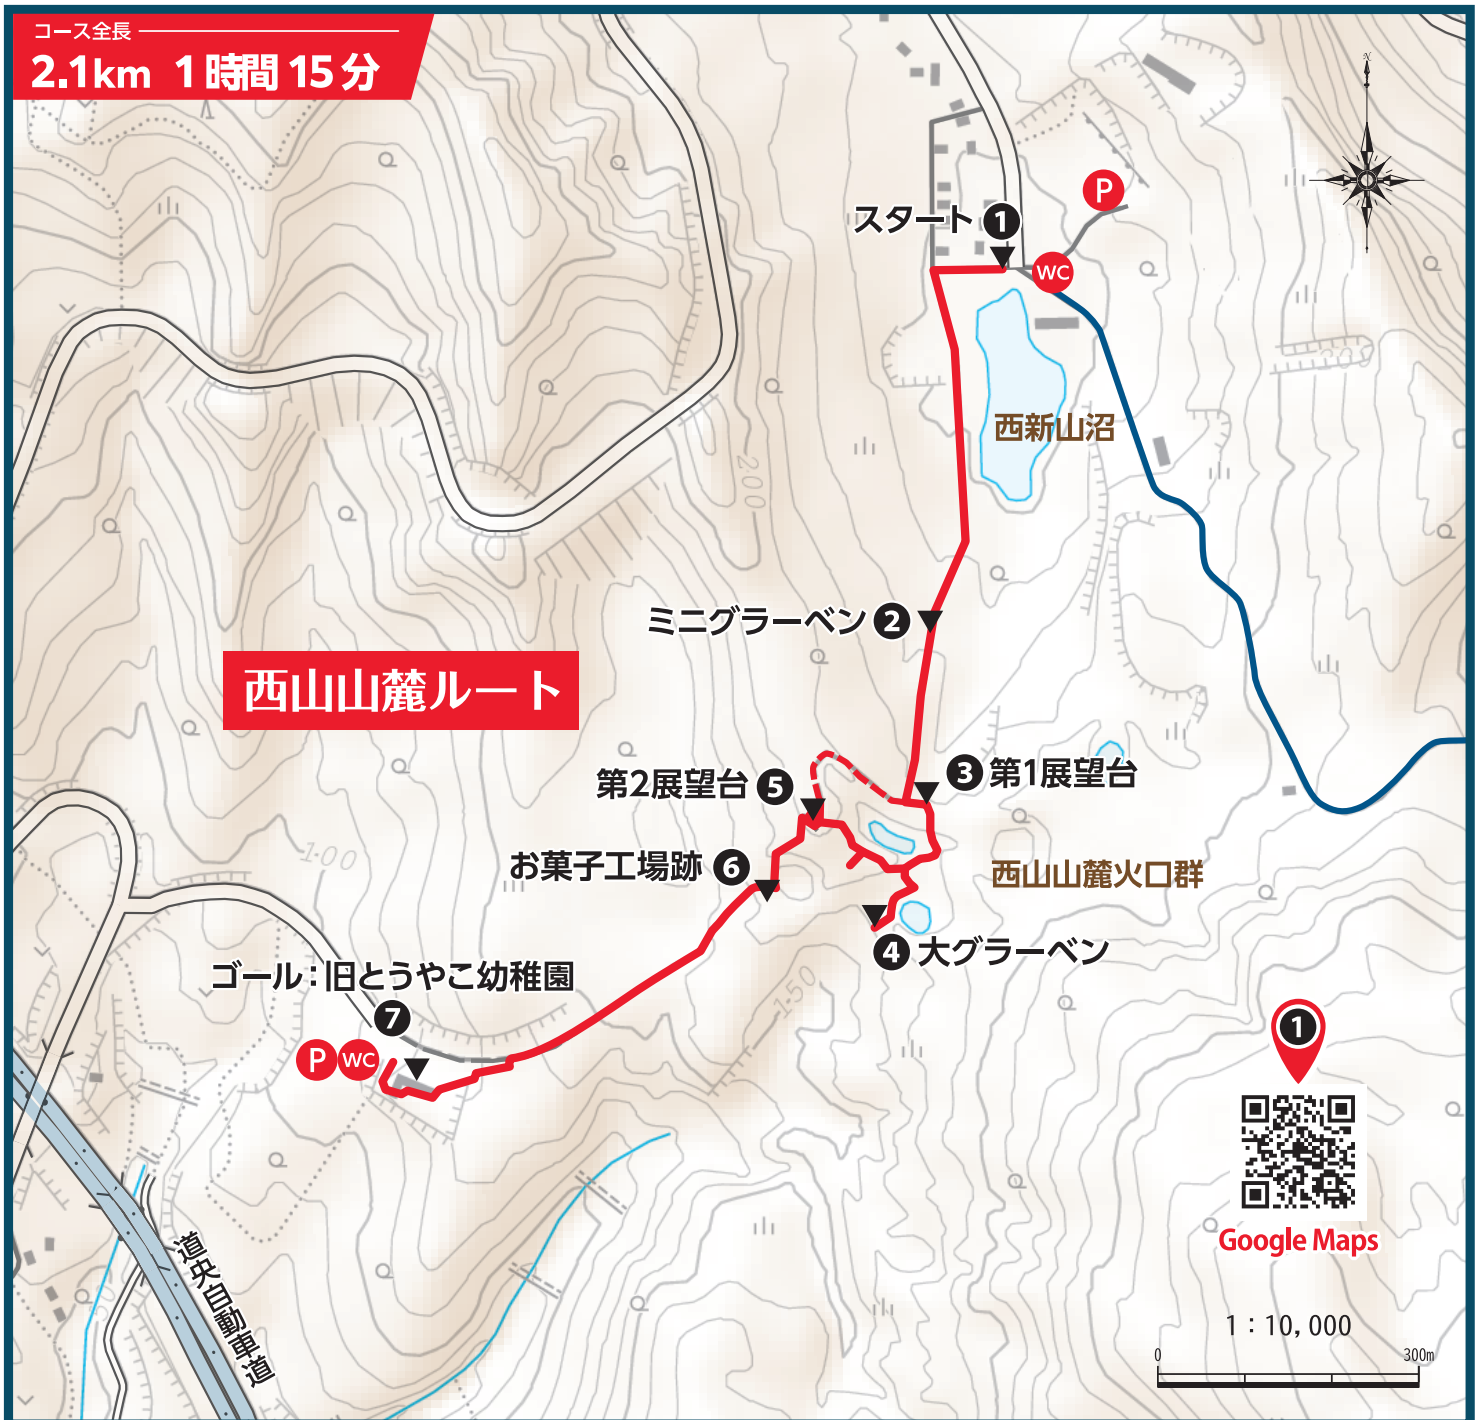 コース全長
2.1km 1時間15分
N
P
スタート 1
WC
西新山沼
200
ミニグラーベン 2
西山山麓ルート
3 第1展望台
第2展望台 5
100
お菓子工場跡 6
西山山麓火口群
4 大グラーベン
150
ゴール：旧とうやこ幼稚園
7
P WC
1
Google Maps
道央自動車道
1：10,000
0 300m